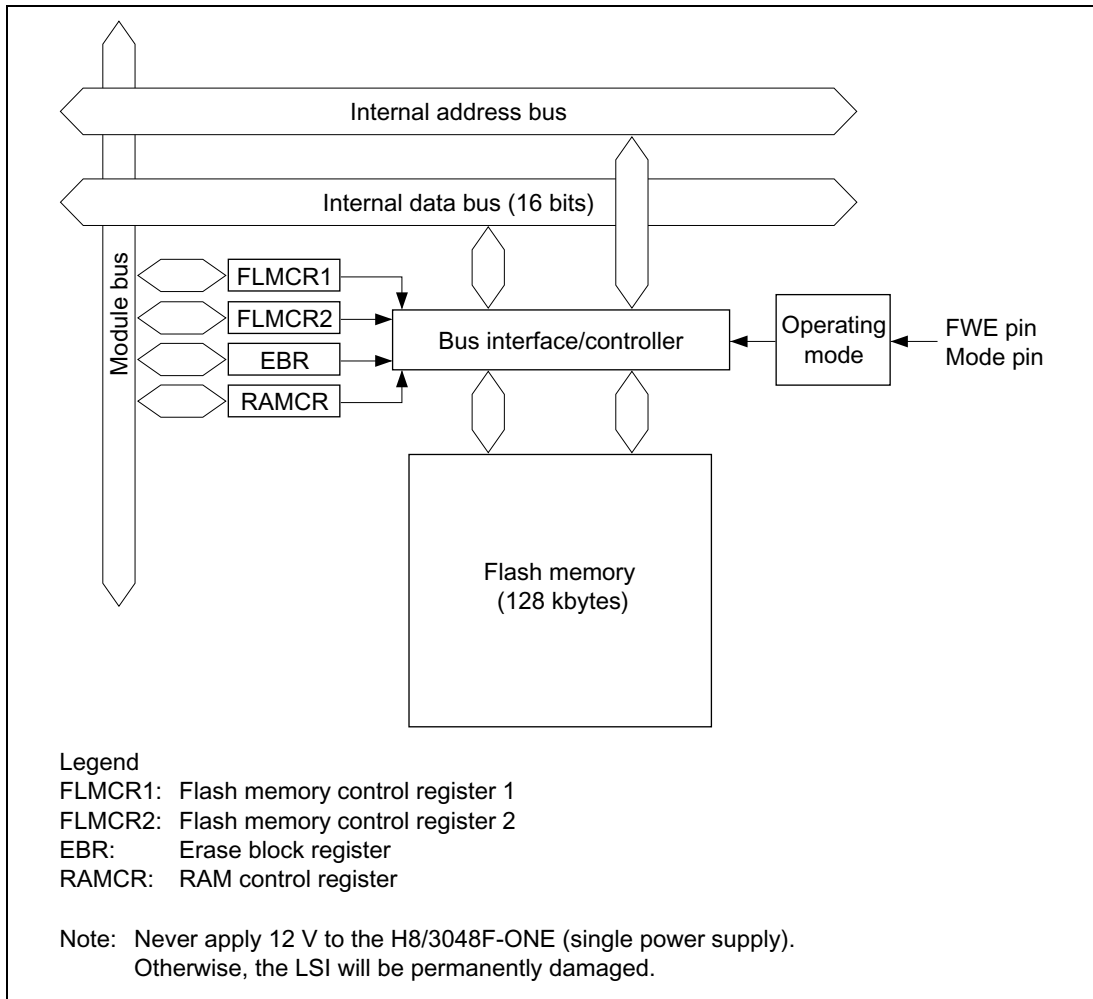 Internal address bus
Internal data bus (16 bits)
Module bus
FLMCR1
FLMCR2
EBR
RAMCR
Bus interface/controller
Operating
mode
FWE pin
Mode pin
Flash memory
(128 kbytes)
Legend
FLMCR1: Flash memory control register 1
FLMCR2: Flash memory control register 2
EBR: Erase block register
RAMCR: RAM control register
Note: Never apply 12 V to the H8/3048F-ONE (single power supply).
Otherwise, the LSI will be permanently damaged.